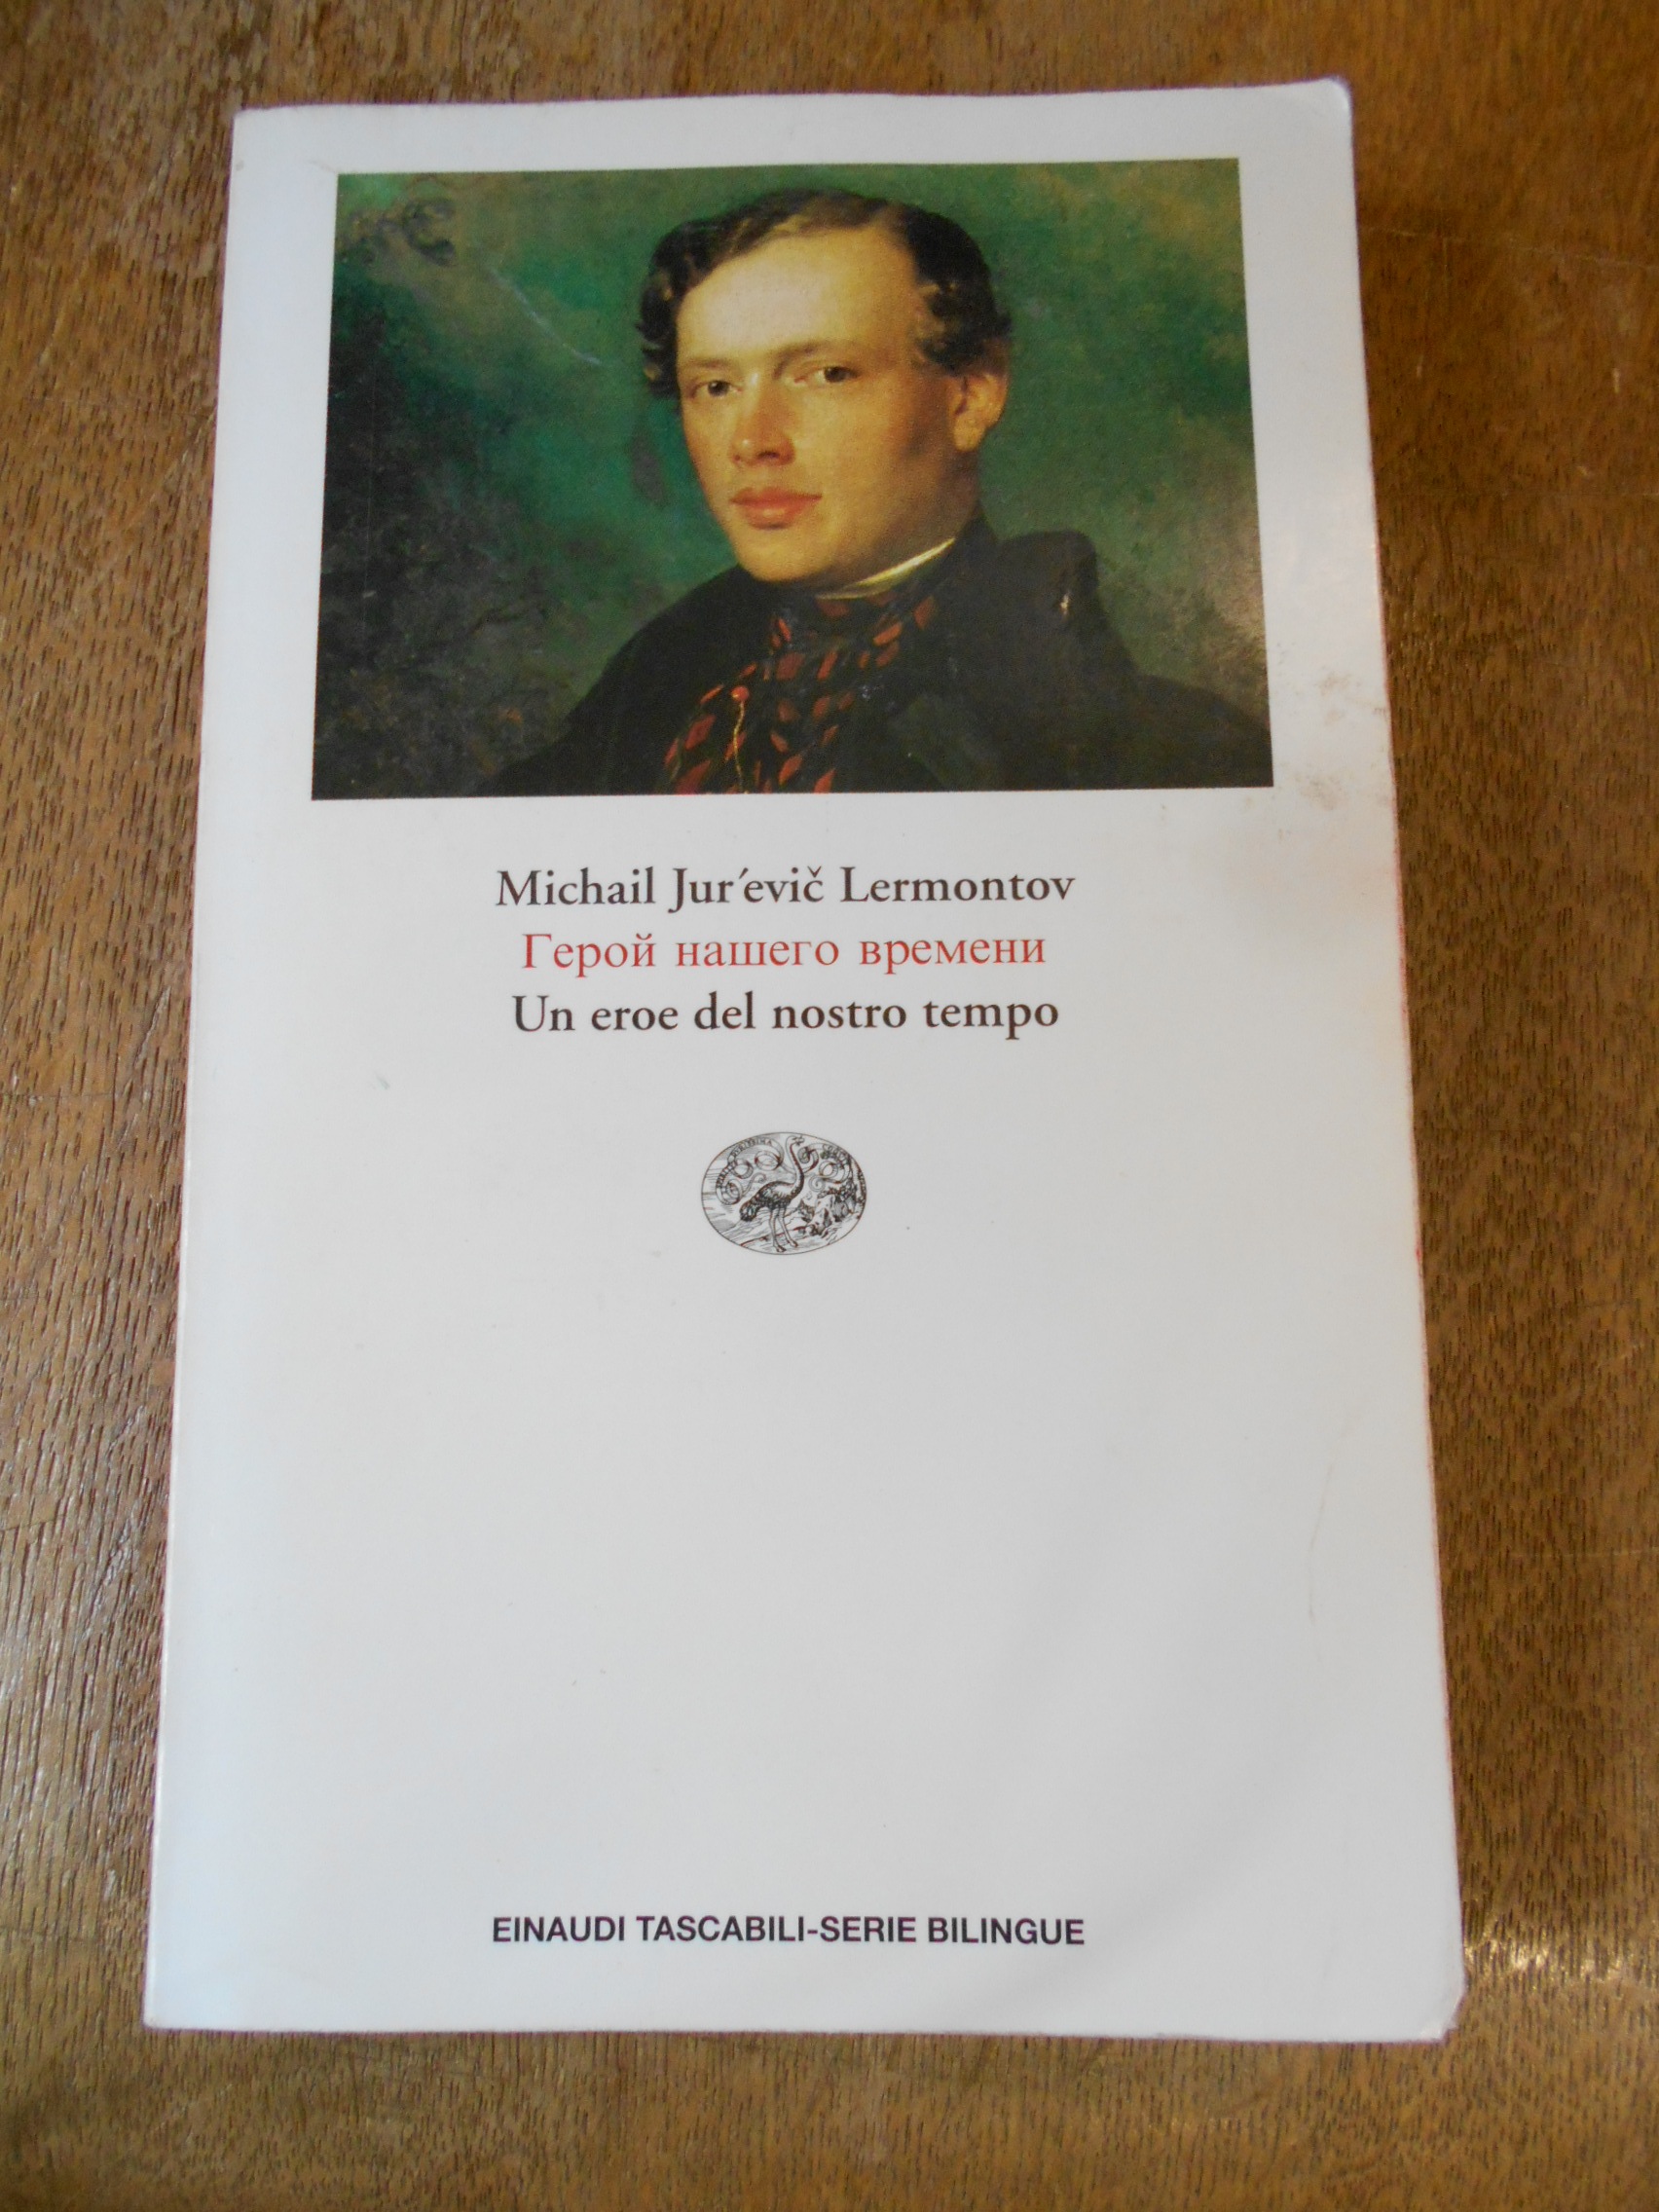 Michail Jur´evič Lermontov
Герой нашего времени
Un eroe del nostro tempo
EINAUDI TASCABILI-SERIE BILINGUE